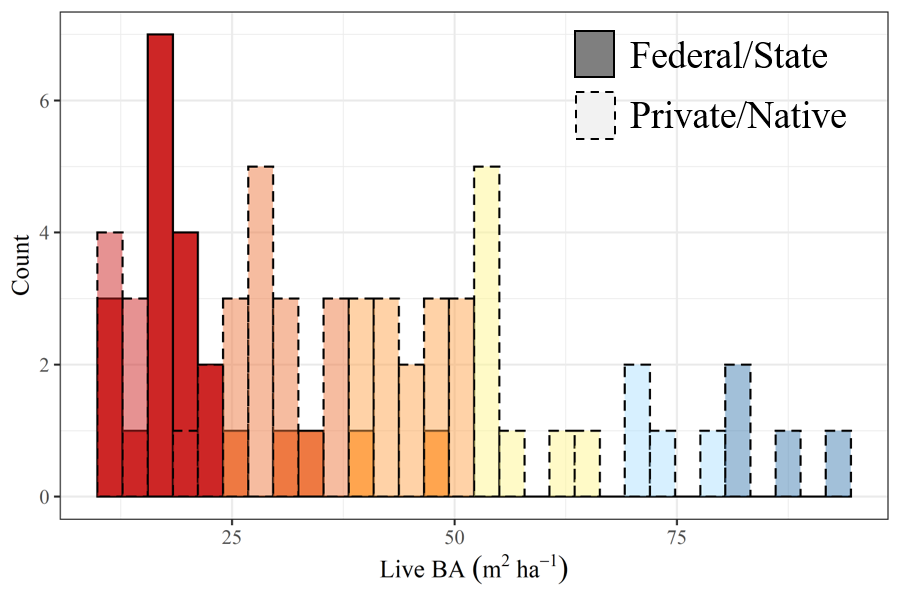 Federal/State
Private/Native
6
4
2
0
Count
25 50 75
Live BA (m² ha⁻¹)